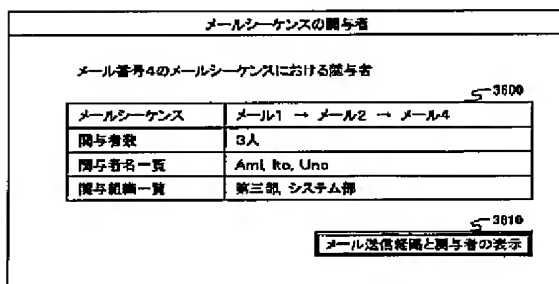 メールシーケンスの関与者
メール番号4のメールシーケンスにおける関与者
3600
メールシーケンス メール1 → メール2 → メール4
関与者数 3人
関与者名一覧 Ami, Ito, Uno
関与組織一覧 第三部, システム部
3610
メール送信経路と関与者の表示